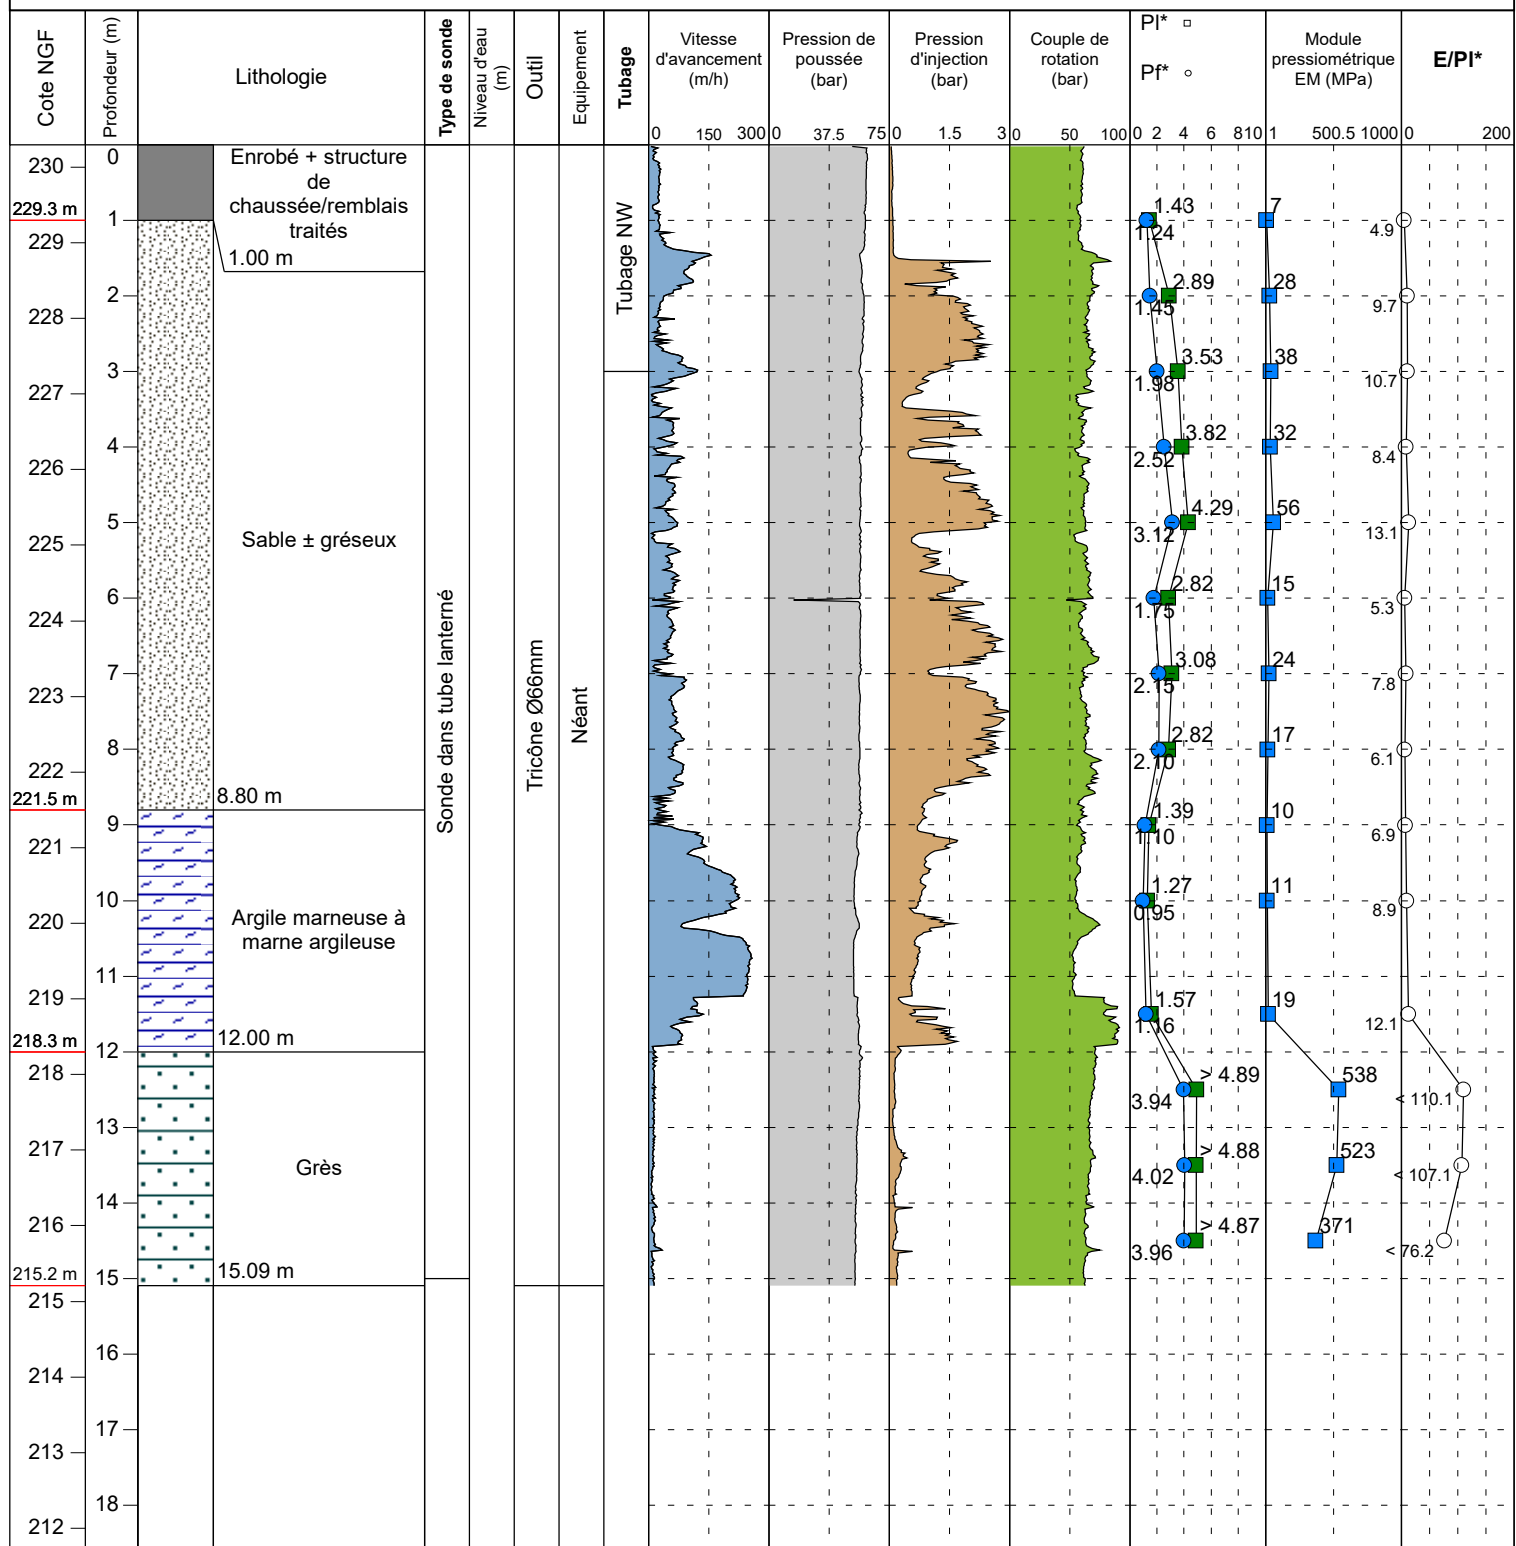 Cote NGF
Profondeur (m)
Lithologie
Type de sonde
Niveau d'eau
(m)
Outil
Equipement
Tubage
Vitesse
d'avancement
(m/h)
Pression de
poussée
(bar)
Pression
d'injection
(bar)
Couple de
rotation
(bar)
Pl*
Pf*
Module
pressiométrique
EM (MPa)
E/Pl*
0 150 300
0 37.5 75
0 1.5 3
0 50 100
0 2 4 6 8 10
1 500.5 1000
0 200
230
229.3 m
229
228
227
226
225
224
223
222
221.5 m
221
220
219
218.3 m
218
217
216
215.2 m
215
214
213
212
0
1
2
3
4
5
6
7
8
9
10
11
12
13
14
15
16
17
18
Enrobé + structure
de
chaussée/remblais
traités
1.00 m
Sable ± gréseux
8.80 m
Argile marneuse à
marne argileuse
12.00 m
Grès
15.09 m
Sonde dans tube lanterné
Tricône Ø66mm
Néant
Tubage NW
1.43
1.24
7
4.9
2.89
1.45
28
9.7
3.53
1.98
38
10.7
3.82
2.52
32
8.4
4.29
3.12
56
13.1
2.82
1.75
15
5.3
3.08
2.15
24
7.8
2.82
2.10
17
6.1
1.39
1.10
10
6.9
1.27
0.95
11
8.9
1.57
1.16
19
12.1
> 4.89
3.94
538
< 110.1
> 4.88
4.02
523
< 107.1
> 4.87
3.96
371
< 76.2